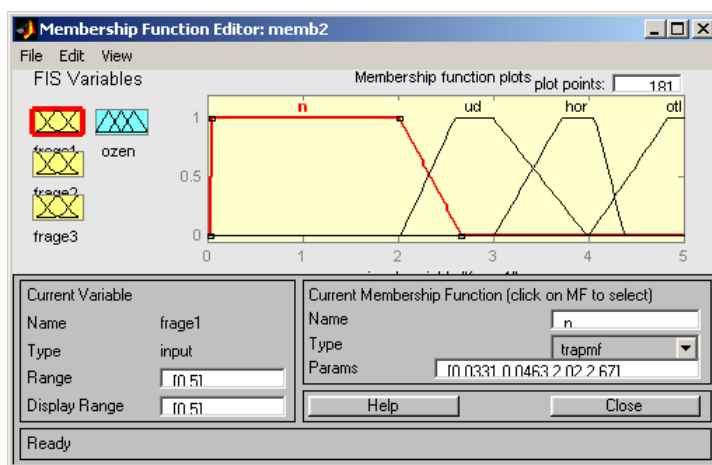 Membership Function Editor: memb2
File Edit View
FIS Variables
Membership function plots
plot points:
181
frage1
ozen
frage2
frage3
n
ud
hor
otl
1
0.5
0
0
1
2
3
4
5
Current Variable
Name
frage1
Type
input
Range
[0 5]
Display Range
[0 5]
Current Membership Function (click on MF to select)
Name
n
Type
trapmf
Params
[0.0331 0.0463 2.02 2.67]
Help
Close
Ready